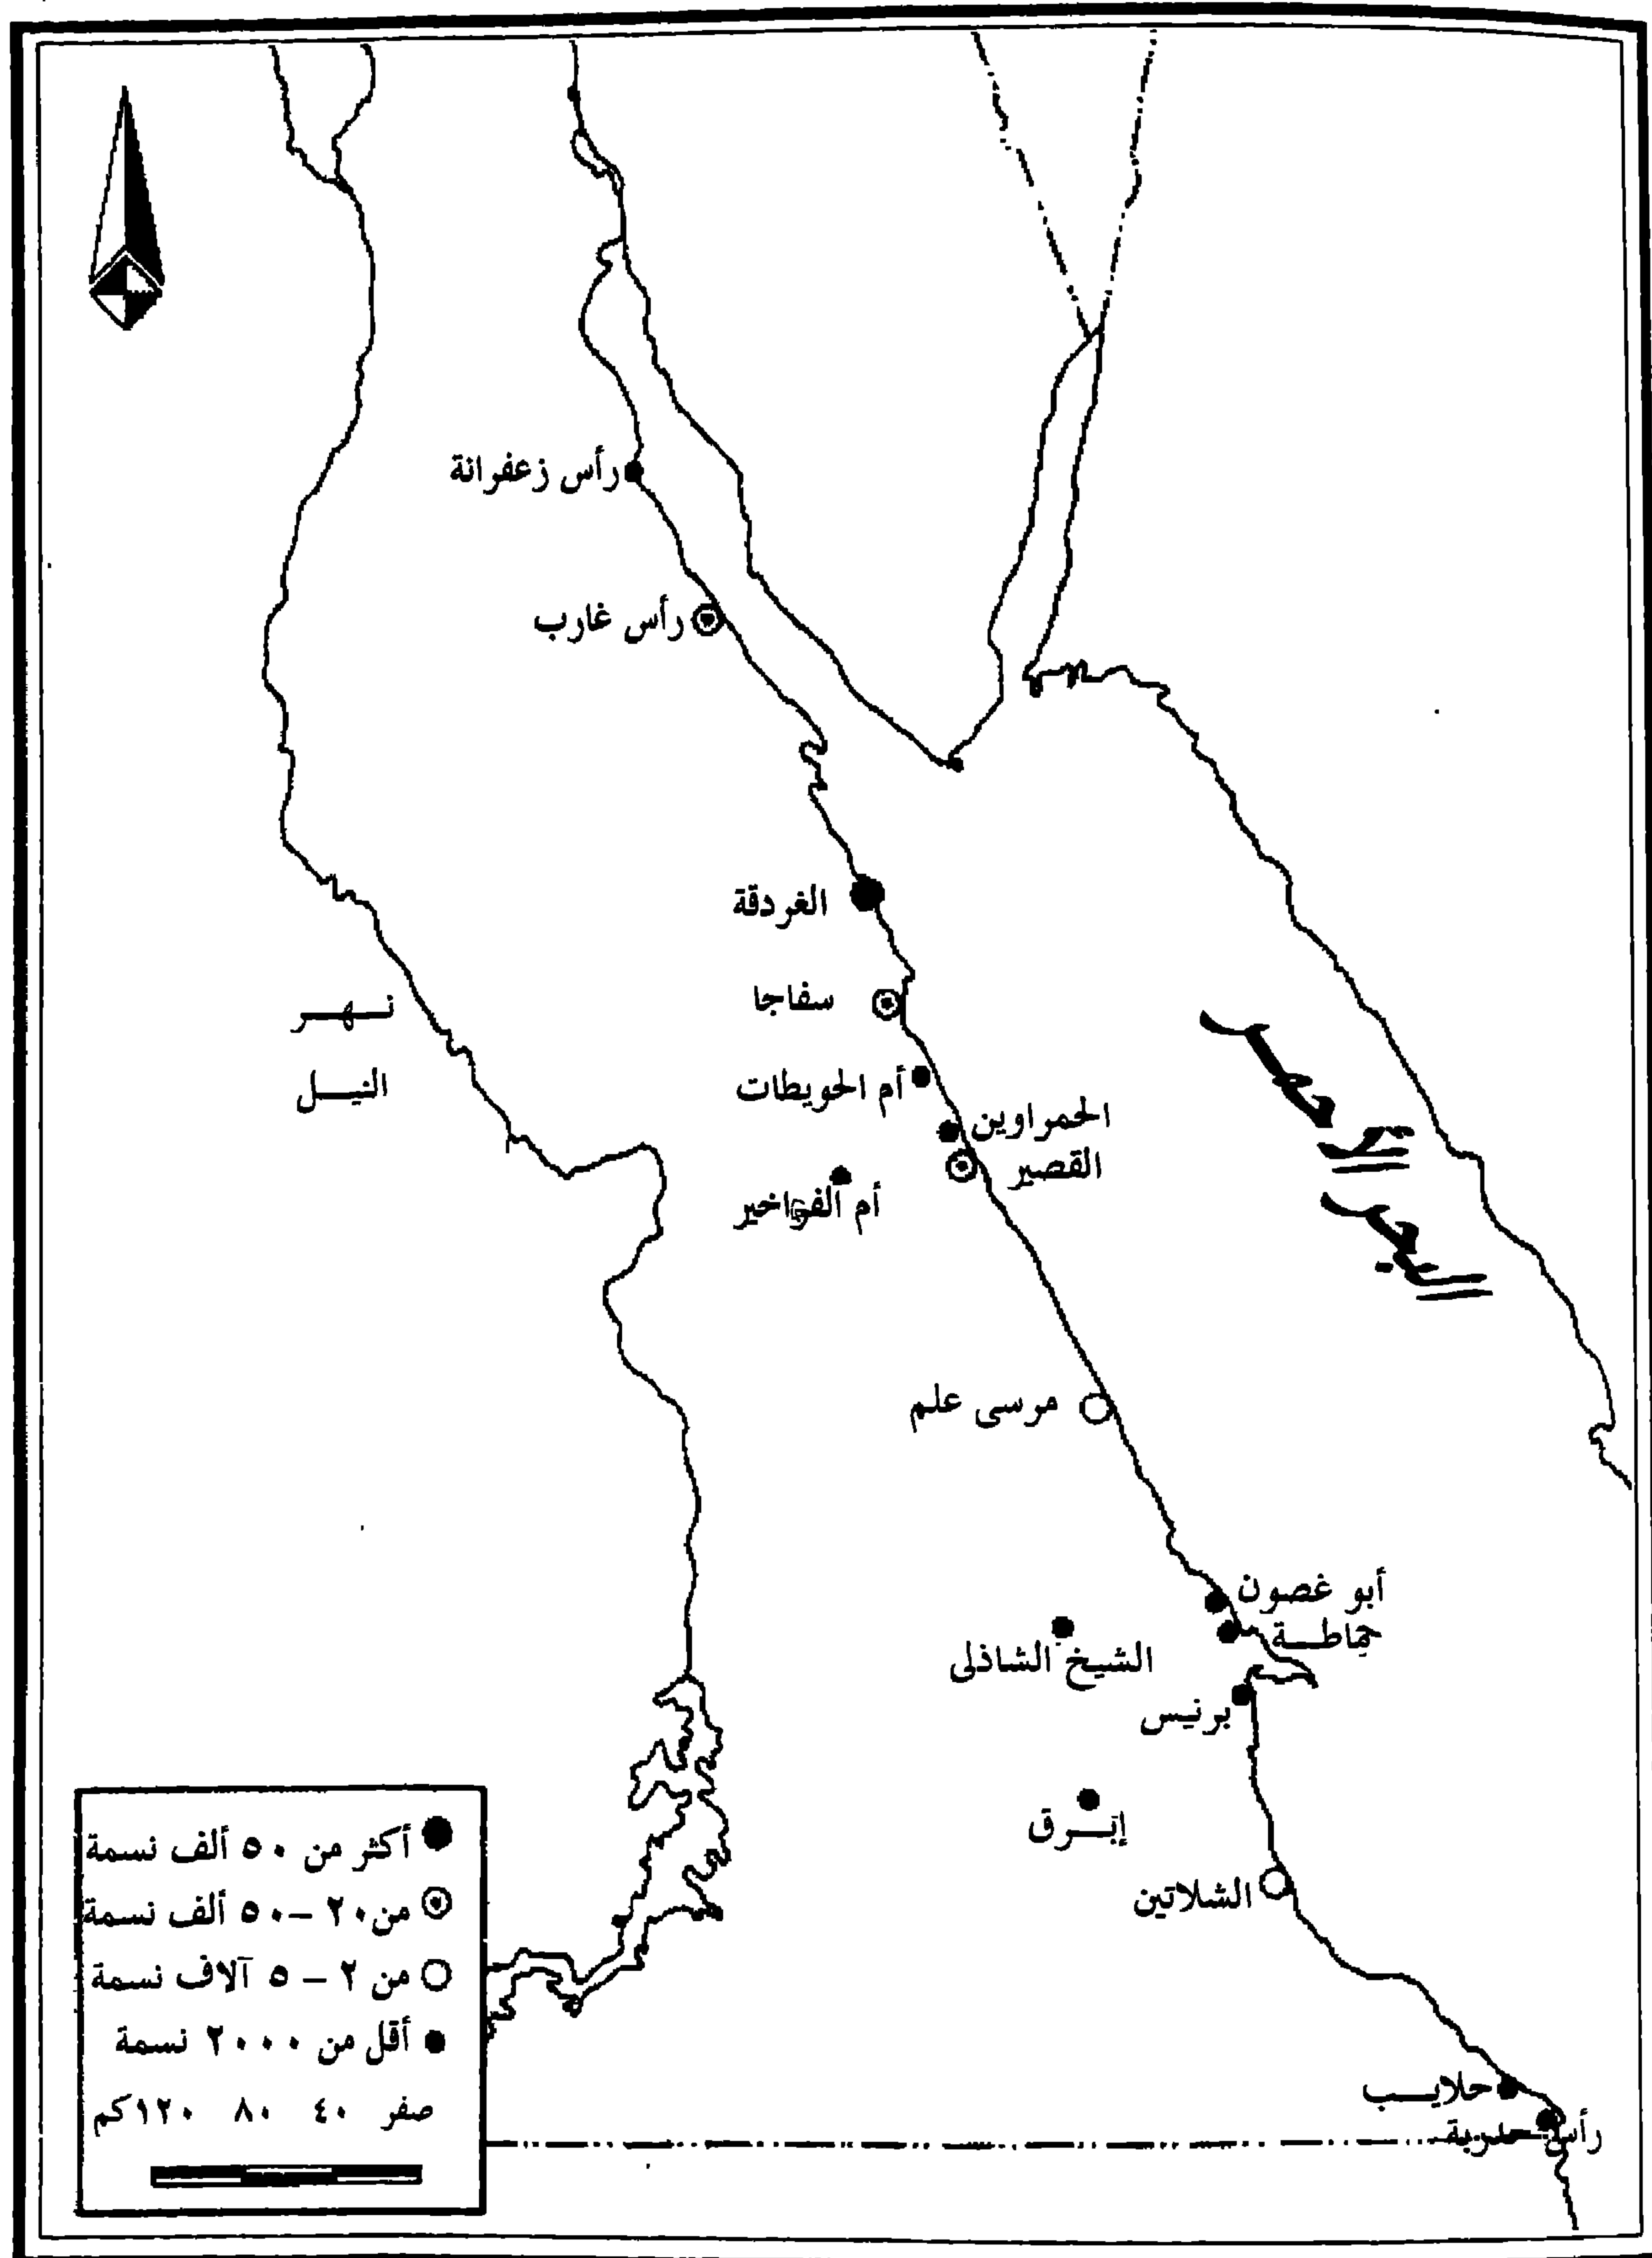 رأس زعفرانة
رأس غارب
الغردقة
سفاجا
نهر
النيل
أم الحويطات
الحمراوين
القصير
أم الفواخير
البحر
الأحمر
مرسى علم
أبو غصون
حماطة
الشيخ الشاذلى
برنيس
إبرق
الشلاتين
حلايب
رأس حدربة
أكثر من ٥٠ ألف نسمة
من ٢٠ – ٥٠ ألف نسمة
من ٢ – ٥ آلاف نسمة
أقل من ٢٠٠٠ نسمة
صفر ٤٠ ٨٠ ١٢٠كم